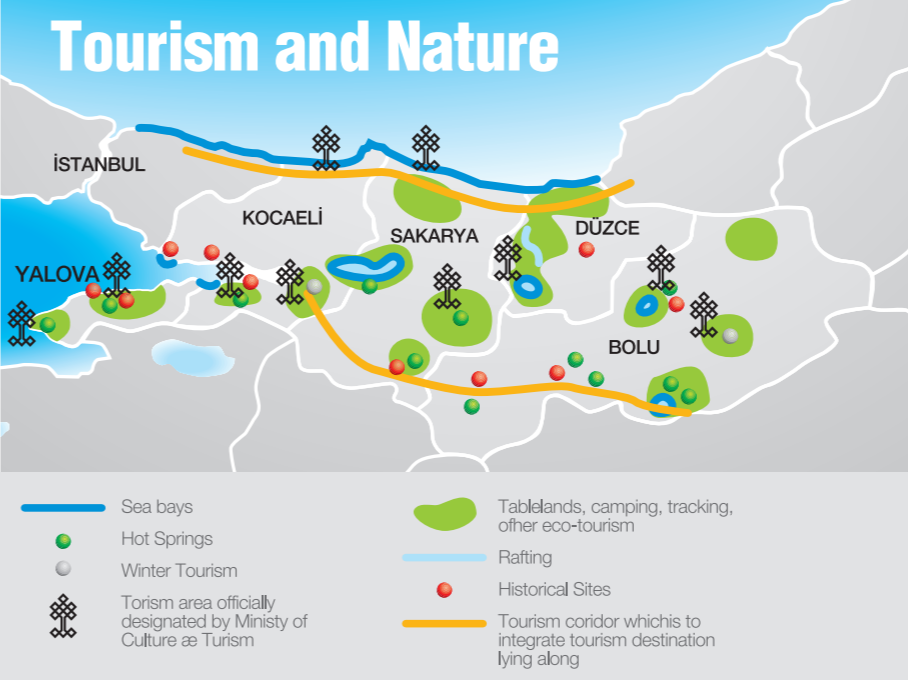 Tourism and Nature
İSTANBUL
KOCAELİ
SAKARYA
DÜZCE
YALOVA
BOLU
Sea bays
Hot Springs
Winter Tourism
Torism area officially
designated by Ministy of
Culture æ Turism
Tablelands, camping, tracking,
ofher eco-tourism
Rafting
Historical Sites
Tourism coridor whichis to
integrate tourism destination
lying along